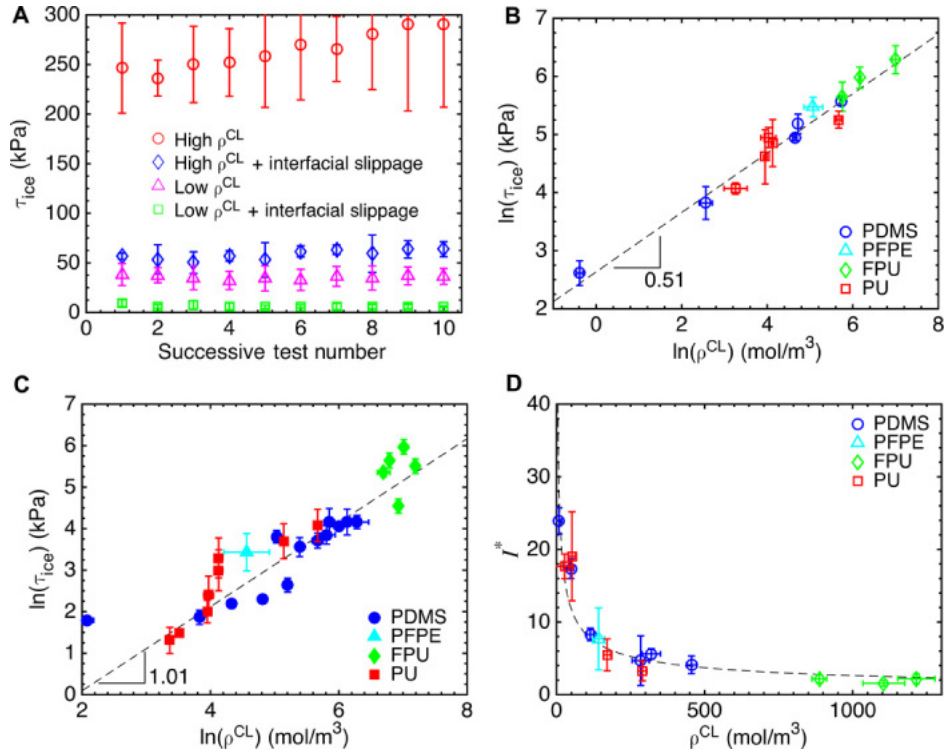 A
300
250
200
150
100
50
0
τice (kPa)
High ρCL
High ρCL + interfacial slippage
Low ρCL
Low ρCL + interfacial slippage
0 2 4 6 8 10
Successive test number
B
7
6
5
4
3
2
ln(τice) (kPa)
0.51
PDMS
PFPE
FPU
PU
0 2 4 6 8
ln(ρCL) (mol/m3)
C
7
6
5
4
3
2
1
0
ln(τice) (kPa)
1.01
PDMS
PFPE
FPU
PU
2 4 6 8
ln(ρCL) (mol/m3)
D
40
30
20
10
0
I*
PDMS
PFPE
FPU
PU
0 500 1000
ρCL (mol/m3)